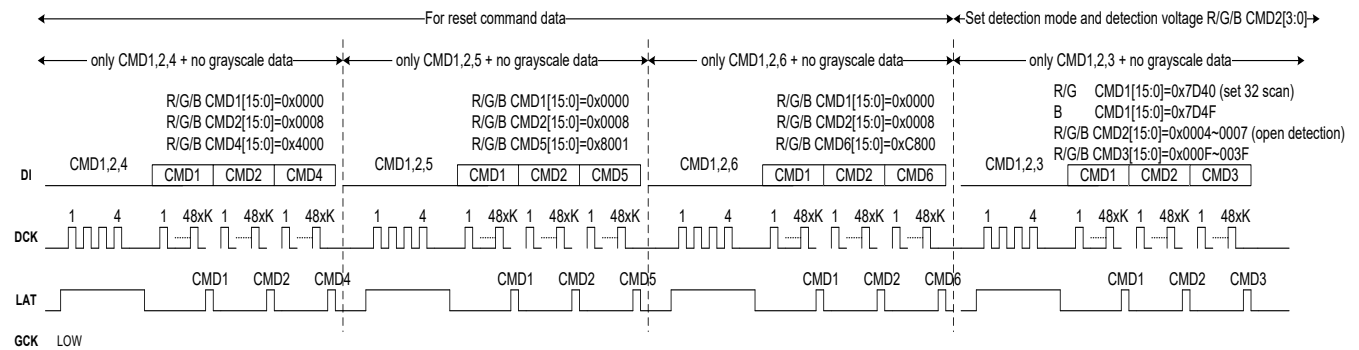 For reset command data
Set detection mode and detection voltage R/G/B CMD2[3:0]
only CMD1,2,4 + no grayscale data
only CMD1,2,5 + no grayscale data
only CMD1,2,6 + no grayscale data
only CMD1,2,3 + no grayscale data
R/G/B CMD1[15:0]=0x0000
R/G/B CMD2[15:0]=0x0008
R/G/B CMD4[15:0]=0x4000
R/G/B CMD1[15:0]=0x0000
R/G/B CMD2[15:0]=0x0008
R/G/B CMD5[15:0]=0x8001
R/G/B CMD1[15:0]=0x0000
R/G/B CMD2[15:0]=0x0008
R/G/B CMD6[15:0]=0xC800
R/G CMD1[15:0]=0x7D40 (set 32 scan)
B CMD1[15:0]=0x7D4F
R/G/B CMD2[15:0]=0x0004~0007 (open detection)
R/G/B CMD3[15:0]=0x000F~003F
DI CMD1,2,4 CMD1 CMD2 CMD4 CMD1,2,5 CMD1 CMD2 CMD5 CMD1,2,6 CMD1 CMD2 CMD6 CMD1,2,3 CMD1 CMD2 CMD3
1 4 1 48xK 1 48xK 1 48xK 1 4 1 48xK 1 48xK 1 48xK 1 4 1 48xK 1 48xK 1 48xK 1 4 1 48xK 1 48xK 1 48xK
DCK
CMD1 CMD2 CMD4 CMD1 CMD2 CMD5 CMD1 CMD2 CMD6 CMD1 CMD2 CMD3
LAT
GCK LOW